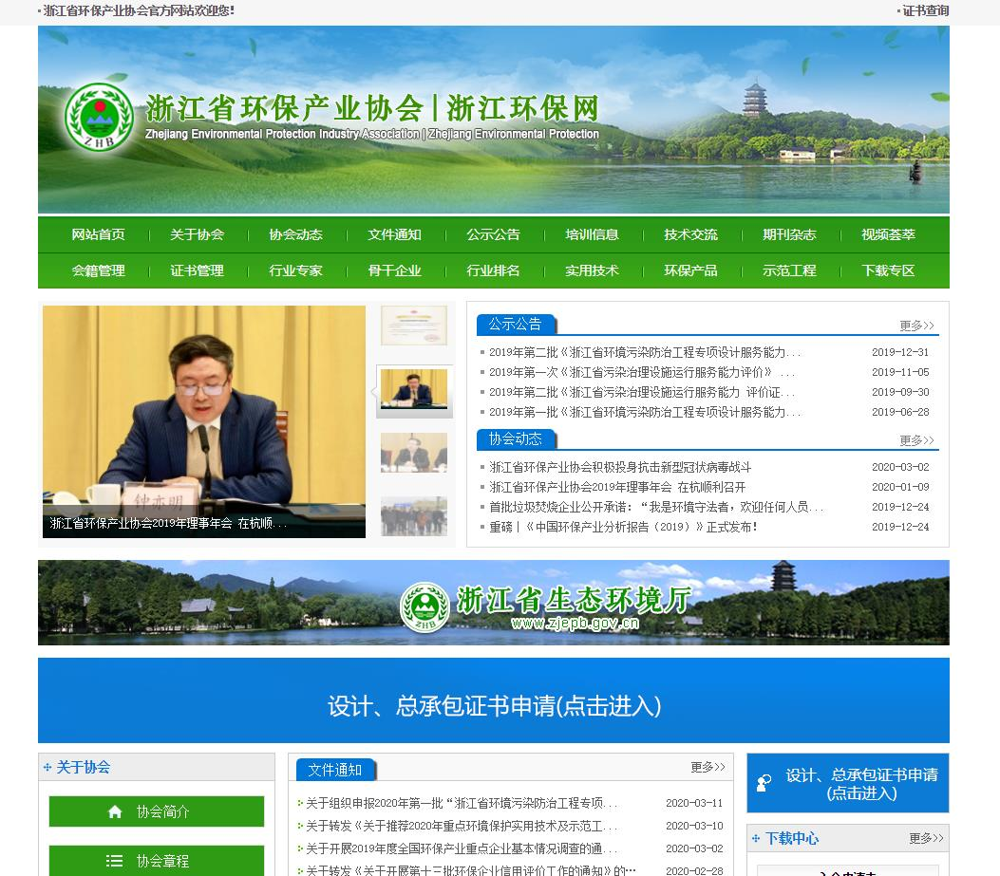 浙江省环保产业协会官方网站欢迎您！
证书查询
浙江省环保产业协会|浙江环保网
Zhejiang Environmental Protection Industry Association | Zhejiang Environmental Protection
ZHB
网站首页 关于协会 协会动态 文件通知 公示公告 培训信息 技术交流 期刊杂志 视频荟萃
会籍管理 证书管理 行业专家 骨干企业 行业排名 实用技术 环保产品 示范工程 下载专区
钟亦明
浙江省环保产业协会2019年理事年会 在杭顺...
公示公告 更多>>
2019年第二批《浙江省环境污染防治工程专项设计服务能力... 2019-12-31
2019年第一次《浙江省污染治理设施运行服务能力评价》 ... 2019-11-05
2019年第二批《浙江省污染治理设施运行服务能力 评价证... 2019-09-30
2019年第一批《浙江省环境污染防治工程专项设计服务能力... 2019-06-28
协会动态 更多>>
浙江省环保产业协会积极投身抗击新型冠状病毒战斗 2020-03-02
浙江省环保产业协会2019年理事年会 在杭顺利召开 2020-01-09
首批垃圾焚烧企业公开承诺：“我是环境守法者，欢迎任何人员... 2019-12-24
重磅｜《中国环保产业分析报告（2019）》正式发布！ 2019-12-24
ZHB
浙江省生态环境厅
www.zjepb.gov.cn
设计、总承包证书申请(点击进入)
关于协会
协会简介
协会章程
文件通知 更多>>
关于组织申报2020年第一批“浙江省环境污染防治工程专项... 2020-03-11
关于转发《关于推荐2020年重点环境保护实用技术及示范工... 2020-03-10
关于开展2019年度全国环保产业重点企业基本情况调查的通... 2020-03-02
关于转发《关于开展第十三批环保企业信用评价工作的通知》的… 2020-02-28
设计、总承包证书申请
(点击进入)
下载中心 更多>>